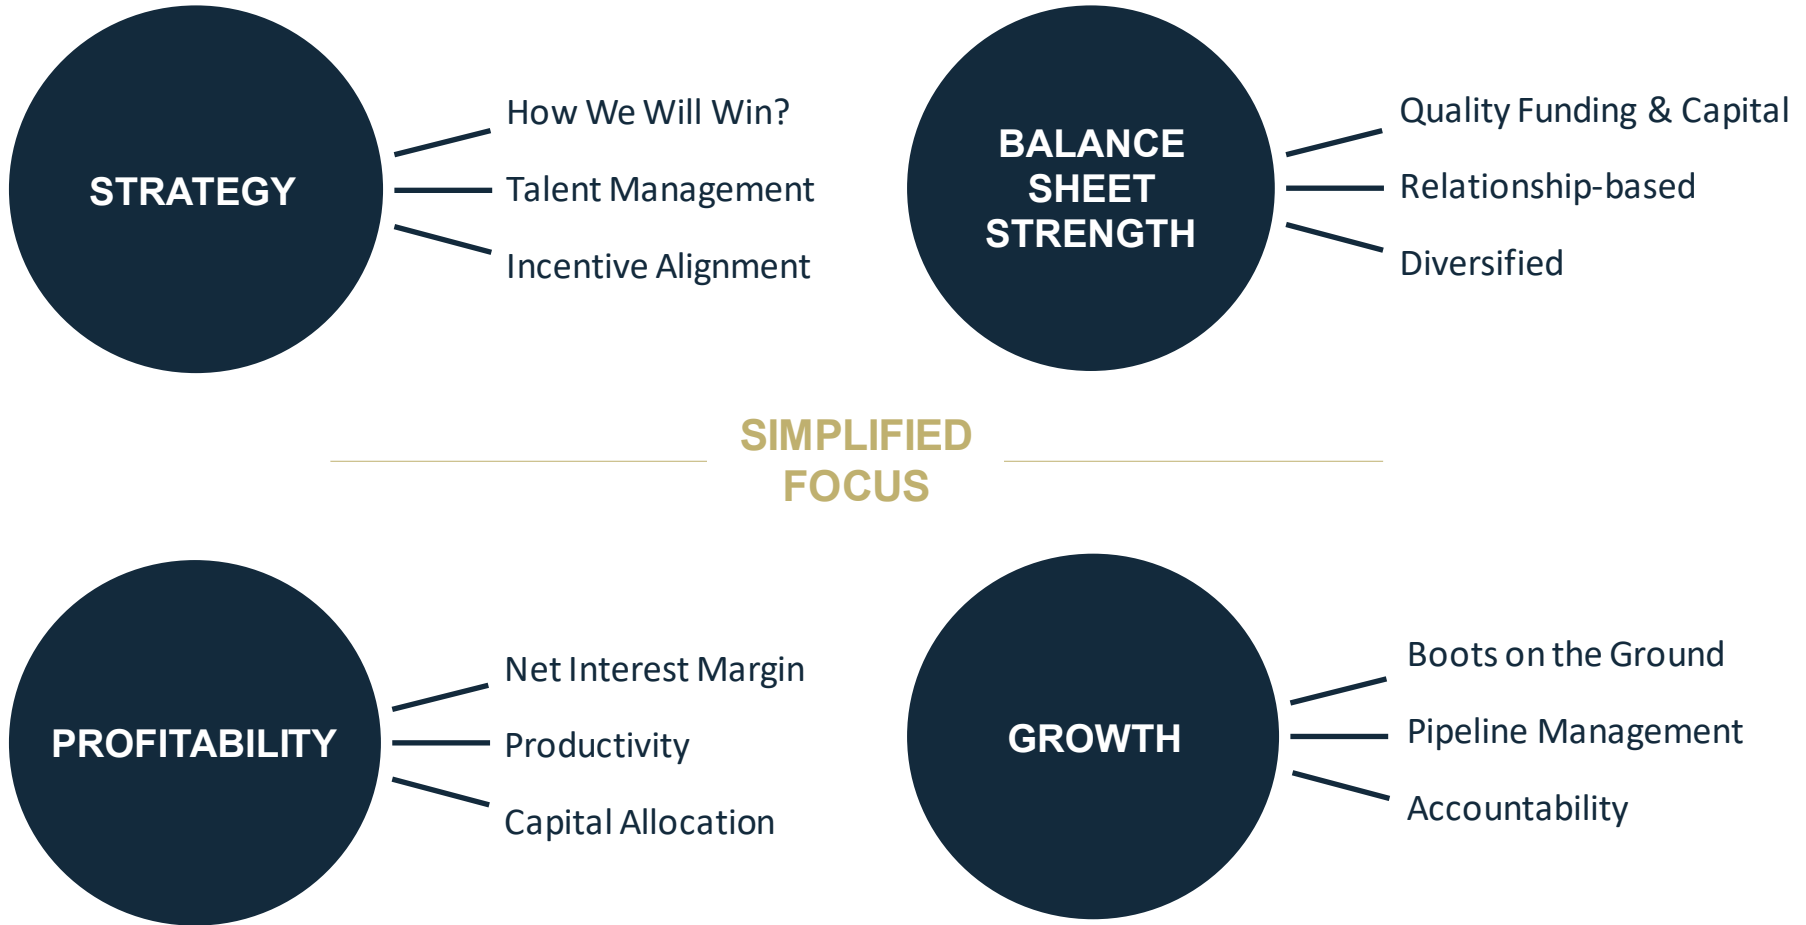 STRATEGY
How We Will Win?
Talent Management
Incentive Alignment
BALANCE
SHEET
STRENGTH
Quality Funding & Capital
Relationship-based
Diversified
SIMPLIFIED
FOCUS
PROFITABILITY
Net Interest Margin
Productivity
Capital Allocation
GROWTH
Boots on the Ground
Pipeline Management
Accountability